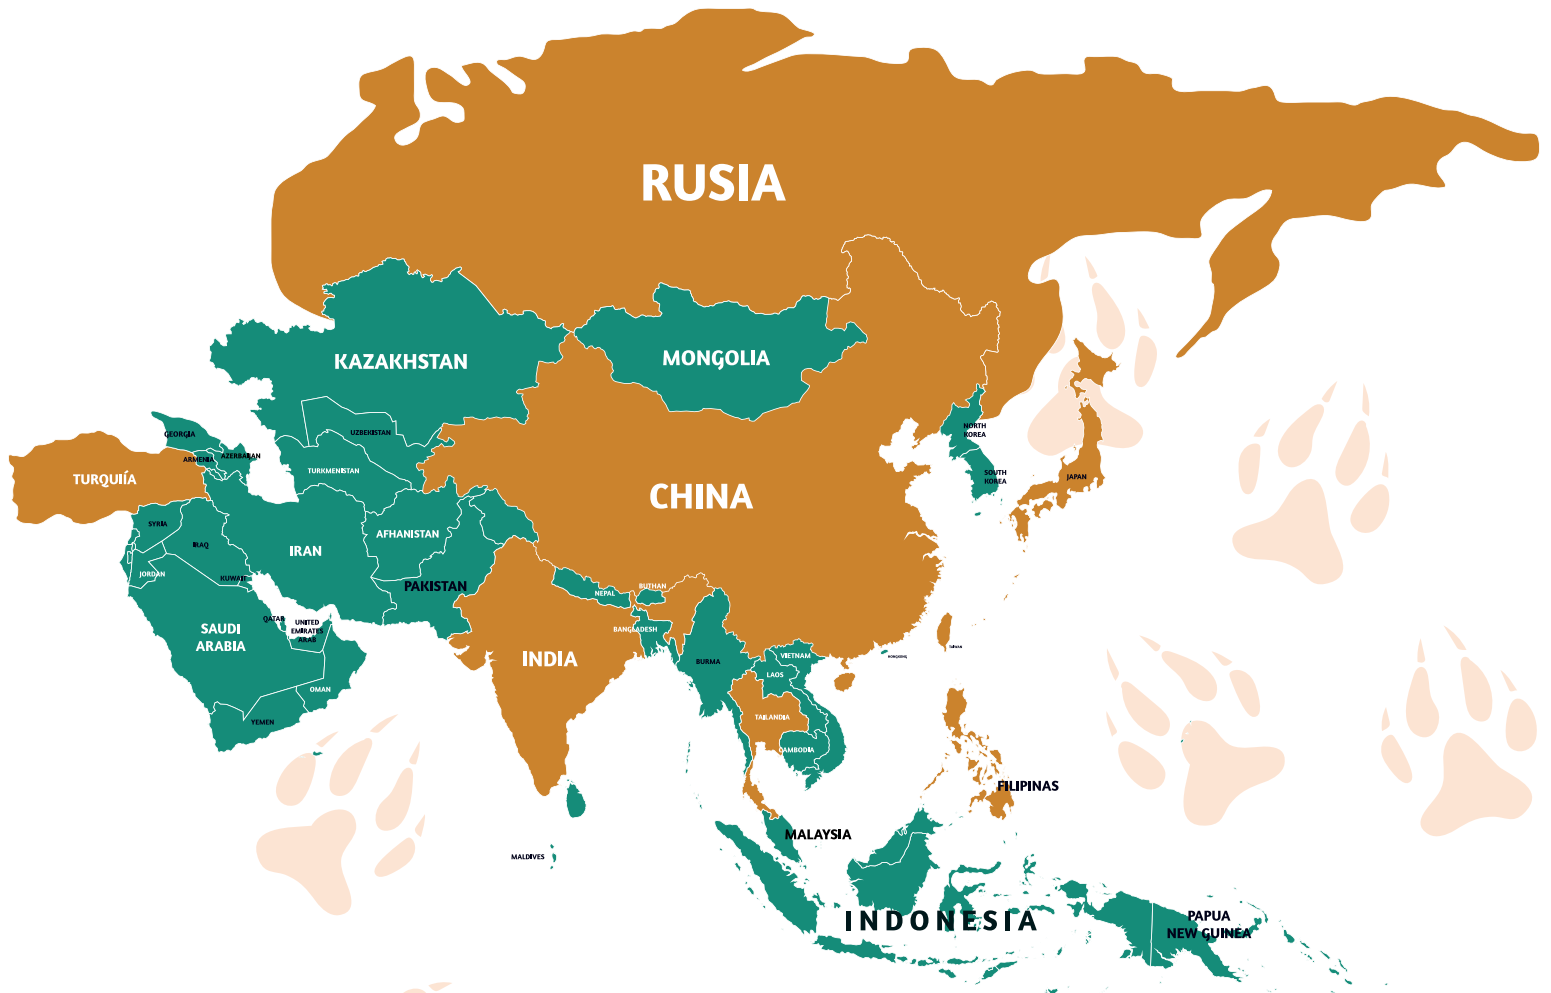 RUSIA
KAZAKHSTAN
MONGOLIA
GEORGIA
UZBEKISTAN
NORTH
KOREA
ARMENIA
AZERBAIJAN
TURKMENISTAN
TURQUIÍA
SOUTH
KOREA
JAPAN
CHINA
SYRIA
AFHANISTAN
IRAQ
IRAN
JORDAN
KUWAIT
PAKISTAN
BUTHAN
NEPAL
QATAR
UNITED
EMIRATES
ARAB
SAUDI
ARABIA
BANGLADESH
TAIWAN
HONGKONG
VIETNAM
INDIA
BURMA
LAOS
OMAN
YEMEN
TAILANDIA
CAMBODIA
FILIPINAS
MALAYSIA
MALDIVES
INDONESIA
PAPUA
NEW GUINEA